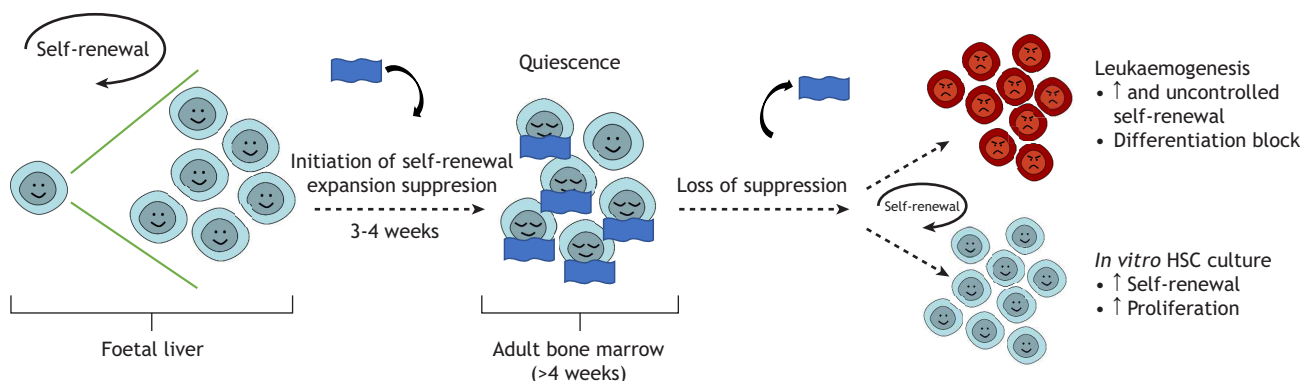 Self-renewal
Foetal liver
Initiation of self-renewal
expansion suppresion
3-4 weeks
Quiescence
Adult bone marrow
(>4 weeks)
Loss of suppression
Leukaemogenesis
• ↑ and uncontrolled
self-renewal
• Differentiation block
Self-renewal
In vitro HSC culture
• ↑ Self-renewal
• ↑ Proliferation